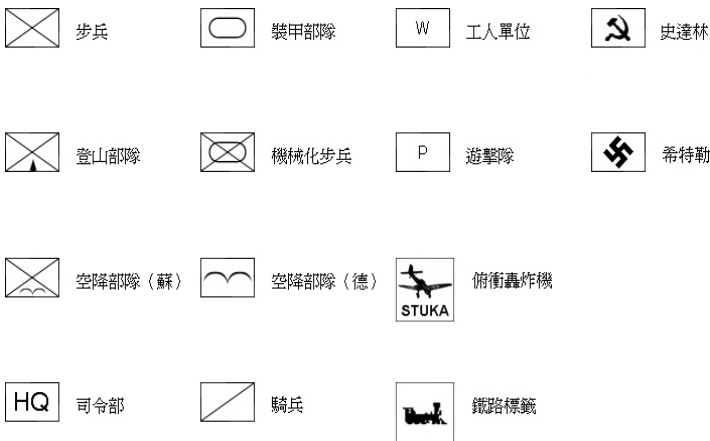 步兵
裝甲部隊
W
工人單位
史達林
登山部隊
機械化步兵
P
遊擊隊
希特勒
空降部隊（蘇）
空降部隊（德）
STUKA
俯衝轟炸機
HQ
司令部
騎兵
鐵路標籤